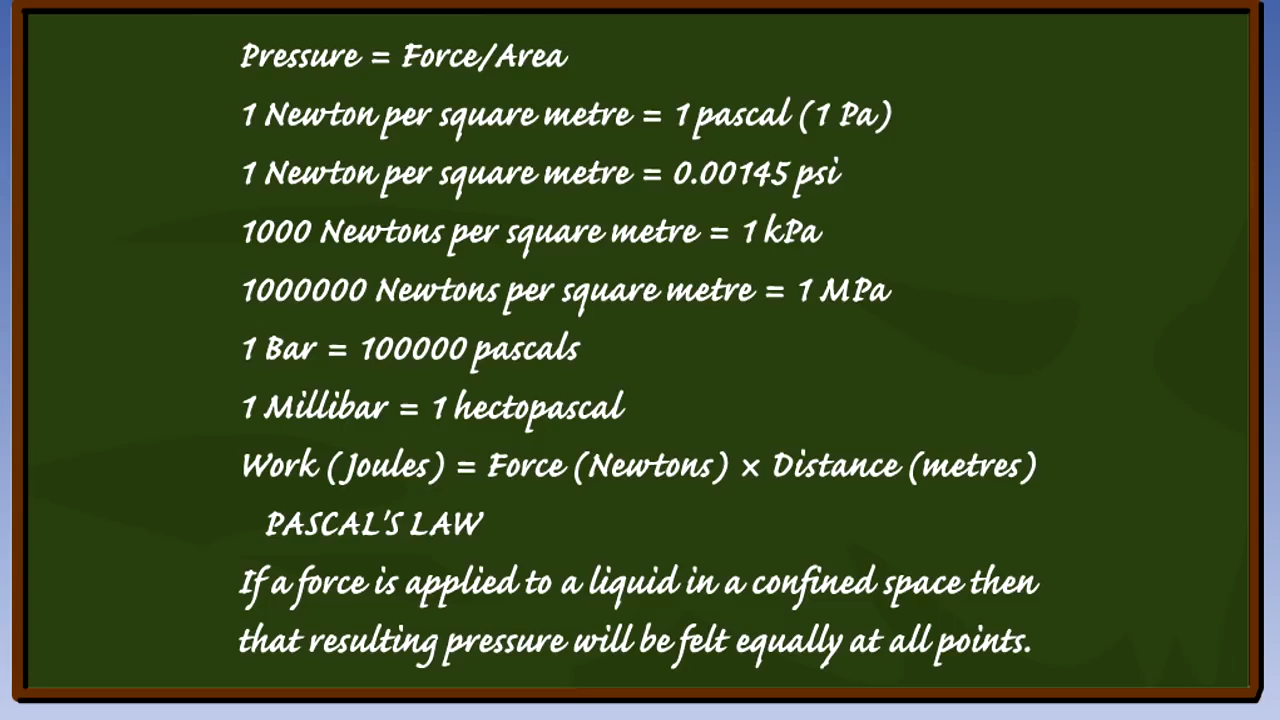 Pressure = Force/Area
1 Newton per square metre = 1 pascal (1 Pa)
1 Newton per square metre = 0.00145 psi
1000 Newtons per square metre = 1 kPa
1000000 Newtons per square metre = 1 MPa
1 Bar = 100000 pascals
1 Millibar = 1 hectopascal
Work (Joules) = Force (Newtons) × Distance (metres)
PASCAL'S LAW
If a force is applied to a liquid in a confined space then
that resulting pressure will be felt equally at all points.